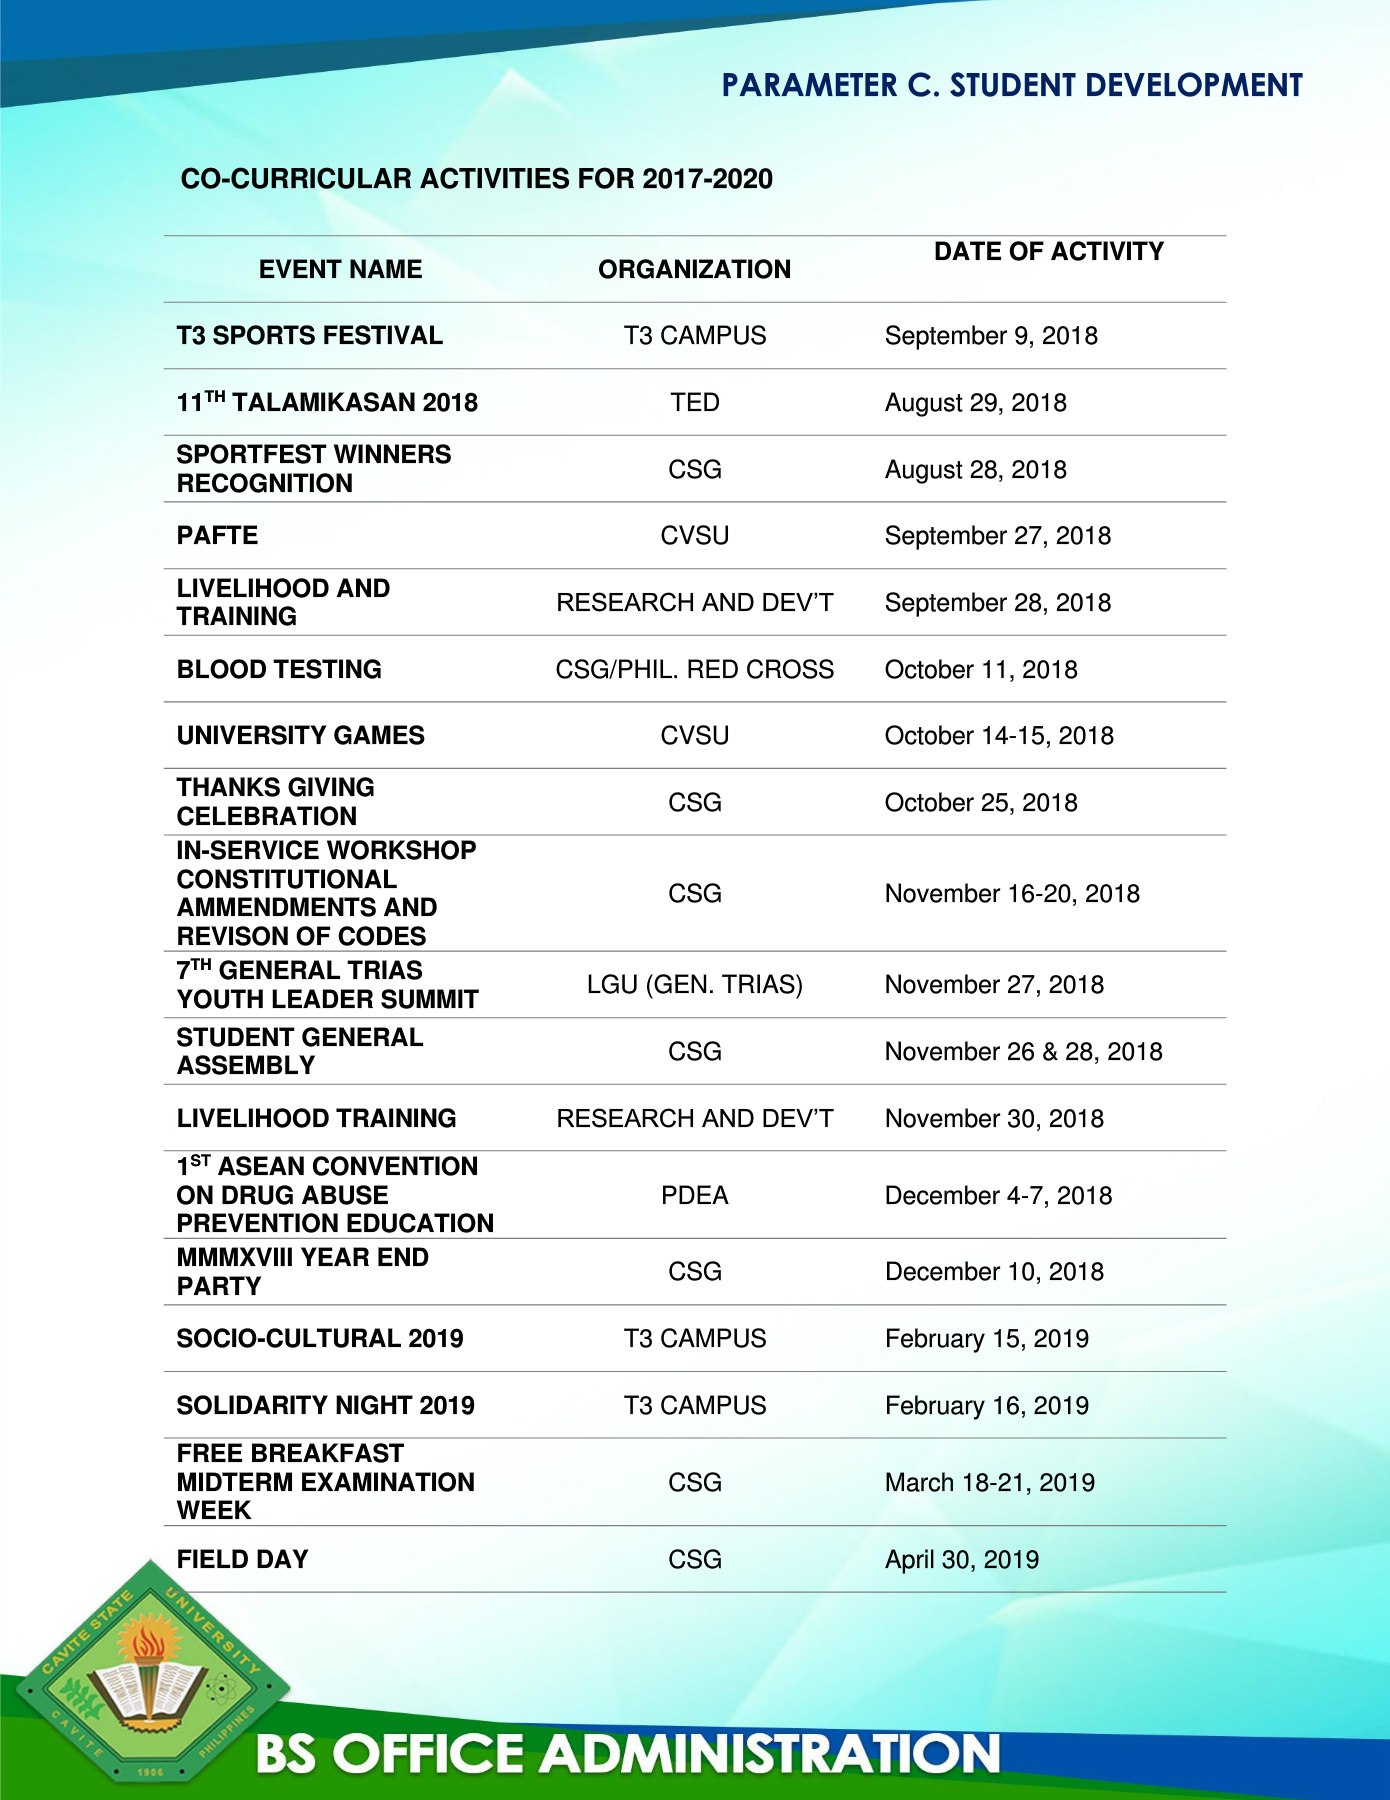 PARAMETER C. STUDENT DEVELOPMENT
CO-CURRICULAR ACTIVITIES FOR 2017-2020
EVENT NAME ORGANIZATION DATE OF ACTIVITY
T3 SPORTS FESTIVAL T3 CAMPUS September 9, 2018
11TH TALAMIKASAN 2018 TED August 29, 2018
SPORTFEST WINNERS
RECOGNITION CSG August 28, 2018
PAFTE CVSU September 27, 2018
LIVELIHOOD AND
TRAINING RESEARCH AND DEV’T September 28, 2018
BLOOD TESTING CSG/PHIL. RED CROSS October 11, 2018
UNIVERSITY GAMES CVSU October 14-15, 2018
THANKS GIVING
CELEBRATION CSG October 25, 2018
IN-SERVICE WORKSHOP
CONSTITUTIONAL
AMMENDMENTS AND
REVISON OF CODES CSG November 16-20, 2018
7TH GENERAL TRIAS
YOUTH LEADER SUMMIT LGU (GEN. TRIAS) November 27, 2018
STUDENT GENERAL
ASSEMBLY CSG November 26 & 28, 2018
LIVELIHOOD TRAINING RESEARCH AND DEV’T November 30, 2018
1ST ASEAN CONVENTION
ON DRUG ABUSE
PREVENTION EDUCATION PDEA December 4-7, 2018
MMMXVIII YEAR END
PARTY CSG December 10, 2018
SOCIO-CULTURAL 2019 T3 CAMPUS February 15, 2019
SOLIDARITY NIGHT 2019 T3 CAMPUS February 16, 2019
FREE BREAKFAST
MIDTERM EXAMINATION
WEEK CSG March 18-21, 2019
FIELD DAY CSG April 30, 2019
CAVITE STATE UNIVERSITY
CAVITE PHILIPPINES
1906
BS OFFICE ADMINISTRATION